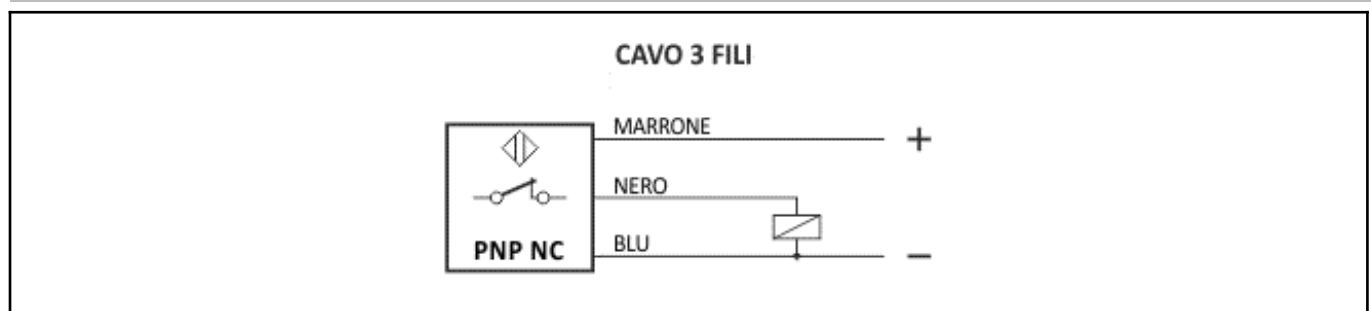 CAVO 3 FILI
MARRONE
+
NERO
BLU
PNP NC
−